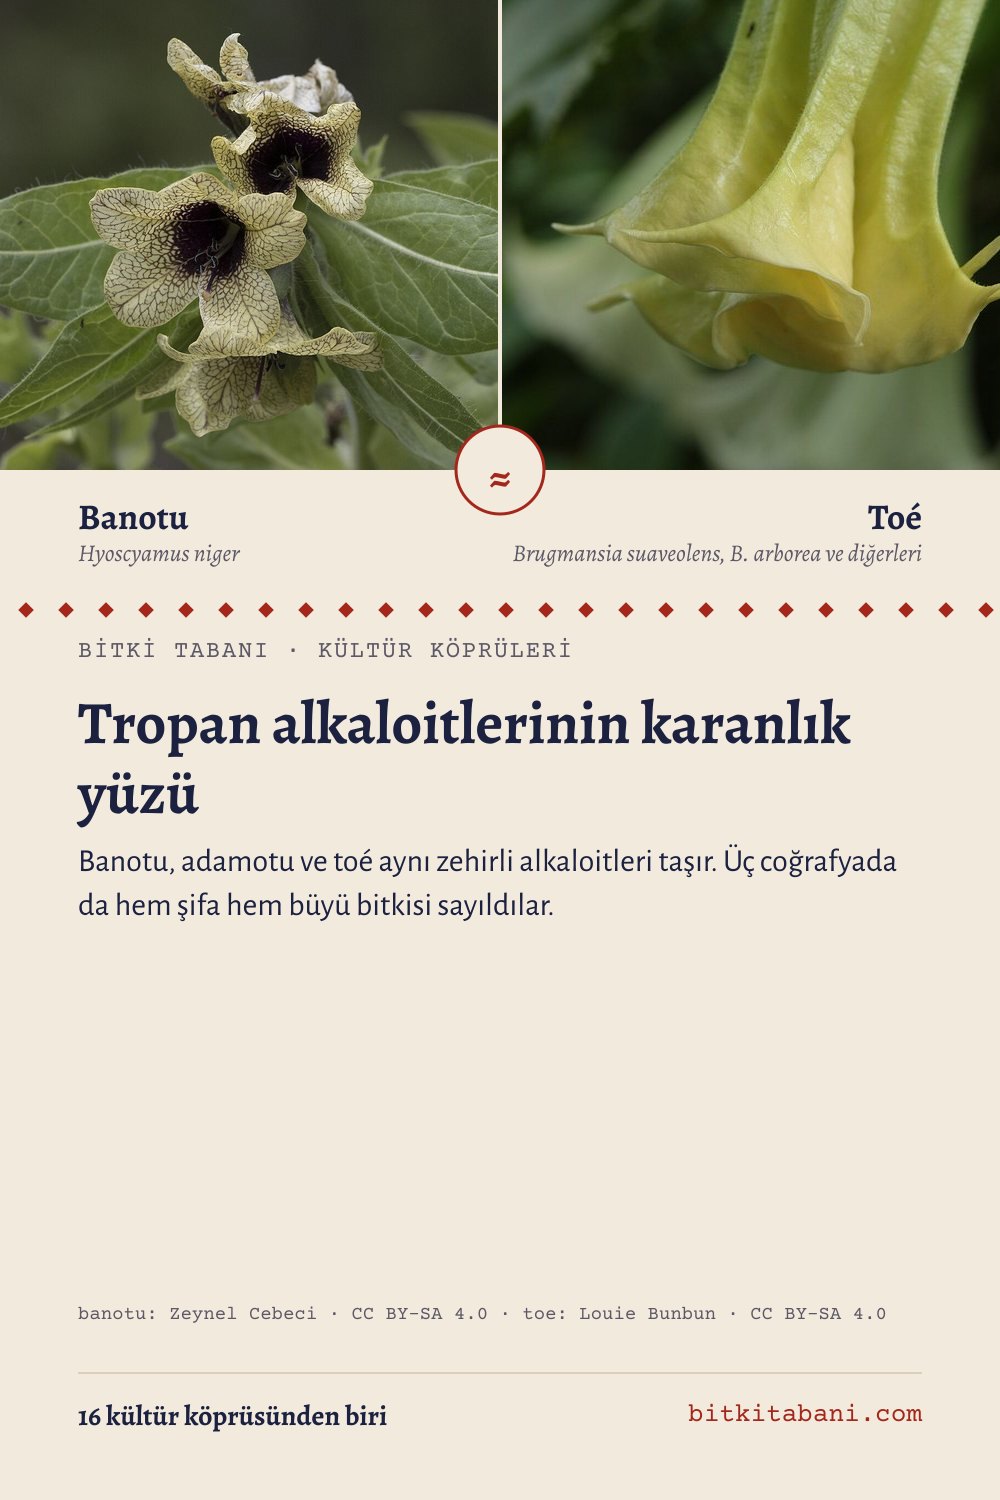 ≈
Banotu
Toé
Hyoscyamus niger
Brugmansia suaveolens, B. arborea ve diğerleri
BİTKİ TABANI · KÜLTÜR KÖPRÜLERİ
Tropan alkaloitlerinin karanlık
yüzü
Banotu, adamotu ve toé aynı zehirli alkaloitleri taşır. Üç coğrafyada
da hem şifa hem büyü bitkisi sayıldılar.
banotu: Zeynel Cebeci · CC BY-SA 4.0 · toe: Louie Bunbun · CC BY-SA 4.0
16 kültür köprüsünden biri
bitkitabani.com